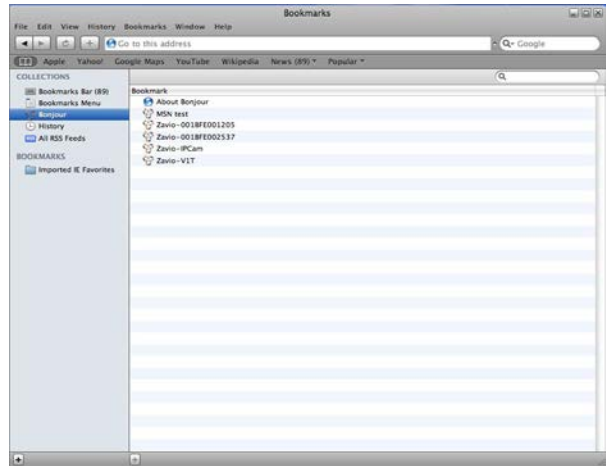 Bookmarks
File Edit View History Bookmarks Window Help
Go to this address
Google
Apple Yahoo! Google Maps YouTube Wikipedia News (89) Popular
COLLECTIONS
Bookmarks Bar (89)
Bookmarks Menu
Bonjour
History
All RSS Feeds
BOOKMARKS
Imported IE Favorites
Bookmark
About Bonjour
MSN test
Zavio-0018FE001205
Zavio-0018FE002537
Zavio-IPCam
Zavio-V1T